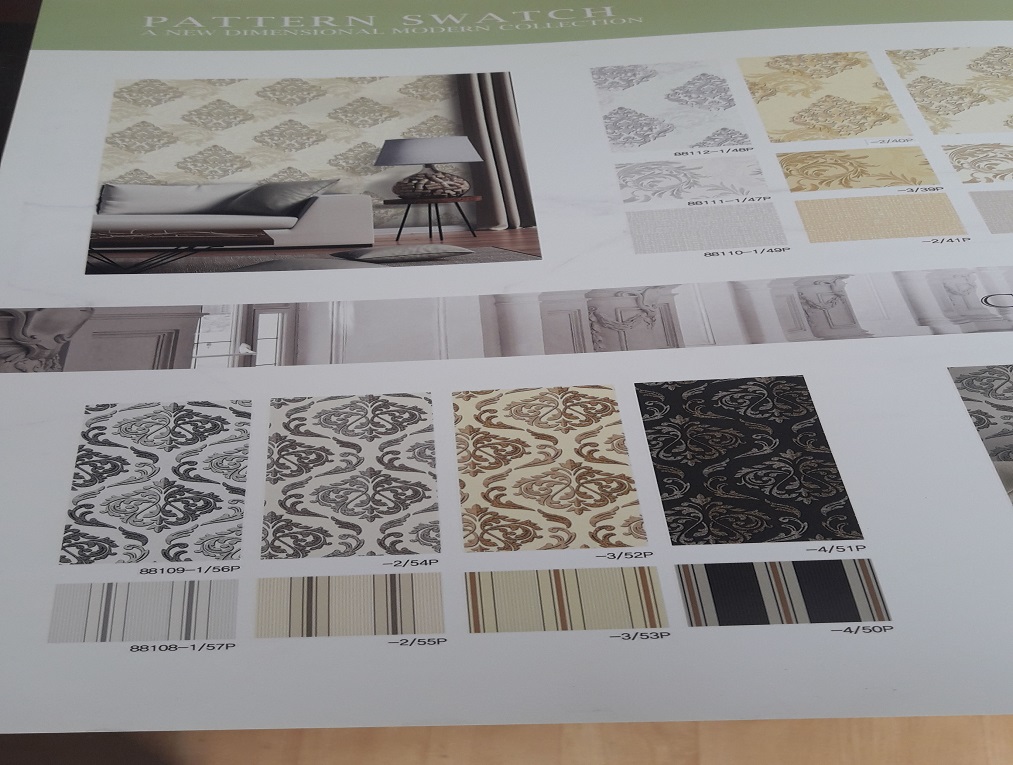 PATTERN SWATCH
A NEW DIMENSIONAL MODERN COLLECTION
88112-1/48P
-2/40P
88111-1/47P
-3/39P
88110-1/49P
-2/41P
88109-1/56P
-2/54P
-3/52P
-4/51P
88108-1/57P
-2/55P
-3/53P
-4/50P